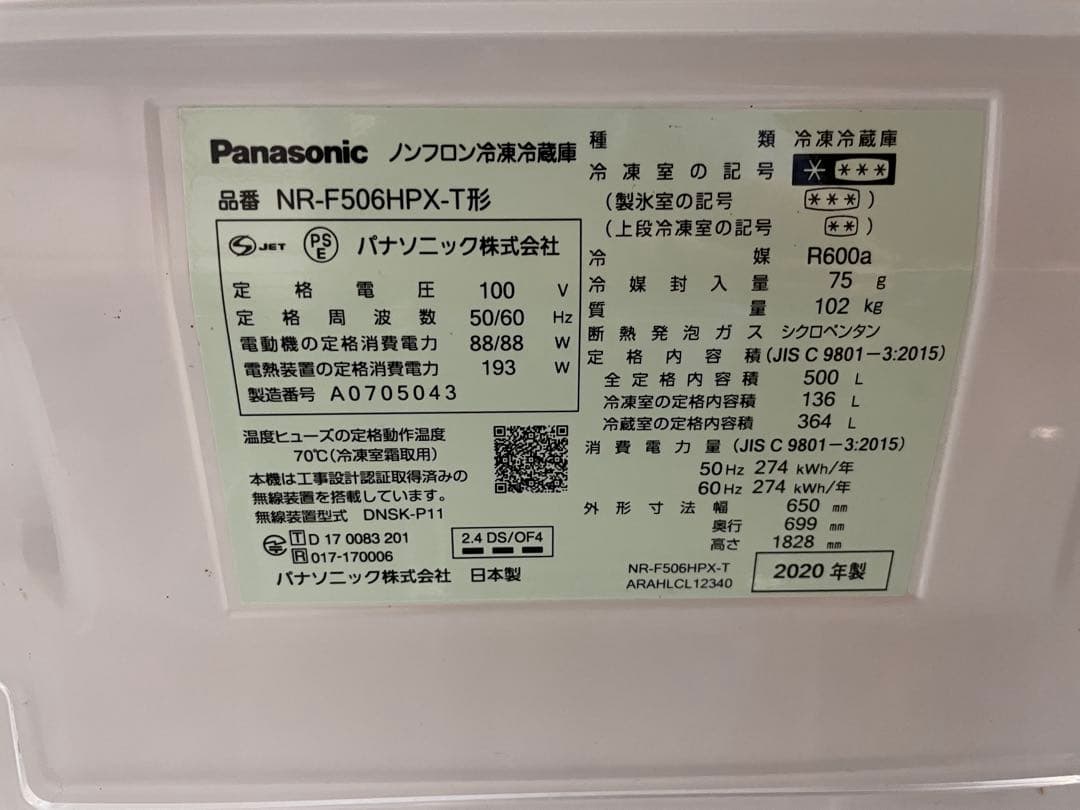 Panasonic ノンフロン冷凍冷蔵庫
品番 NR-F506HPX-T形
S JET PSE パナソニック株式会社
定格電圧 100 V
定格周波数 50/60 Hz
電動機の定格消費電力 88/88 W
電熱装置の定格消費電力 193 W
製造番号 A0705043
温度ヒューズの定格動作温度
70℃(冷凍室霜取用)
本機は工事設計認証取得済みの
無線装置を搭載しています。
無線装置型式 DNSK-P11
T D 17 0083 201
R 017-170006
2.4 DS/OF4
パナソニック株式会社 日本製
種類 冷凍冷蔵庫
冷凍室の記号 * ***
(製氷室の記号 ***)
(上段冷凍室の記号 **)
冷媒 R600a
冷媒封入量 75 g
質量 102 kg
断熱発泡ガス シクロペンタン
定格内容積(JIS C 9801-3:2015)
全定格内容積 500 L
冷凍室の定格内容積 136 L
冷蔵室の定格内容積 364 L
消費電力量(JIS C 9801-3:2015)
50Hz 274 kWh/年
60Hz 274 kWh/年
外形寸法幅 650 mm
奥行 699 mm
高さ 1828 mm
NR-F506HPX-T
ARAHLCL12340
2020 年製